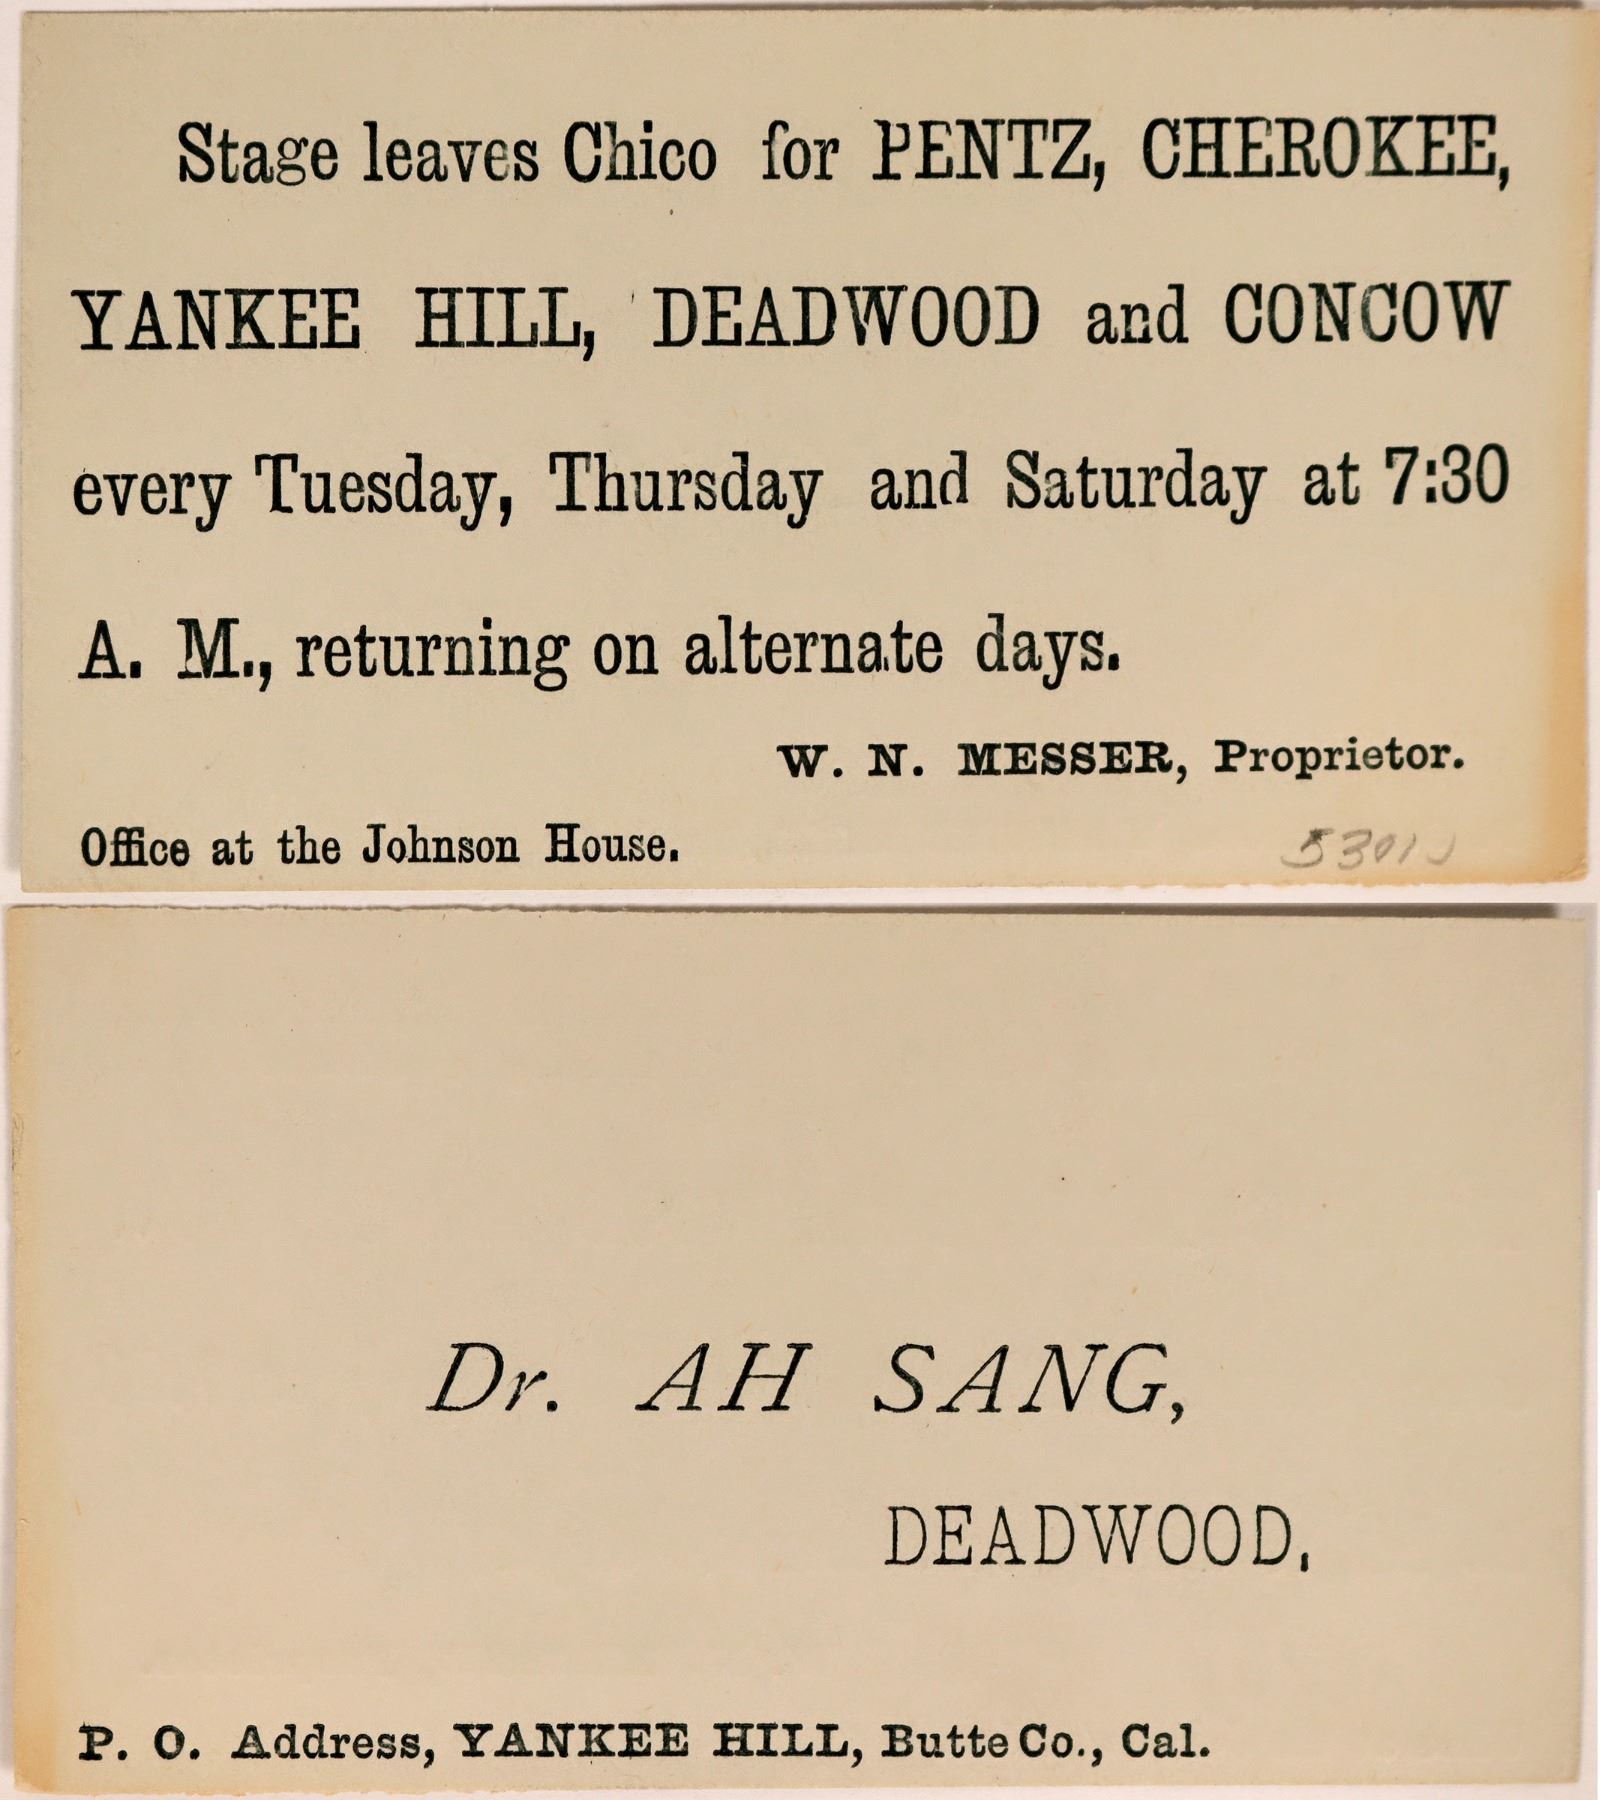 Stage leaves Chico for PENTZ, CHEROKEE,
YANKEE HILL, DEADWOOD and CONCOW
every Tuesday, Thursday and Saturday at 7:30
A. M., returning on alternate days.
W. N. MESSER, Proprietor.
Office at the Johnson House.
Dr. AH SANG,
DEADWOOD.
P. O. Address, YANKEE HILL, Butte Co., Cal.